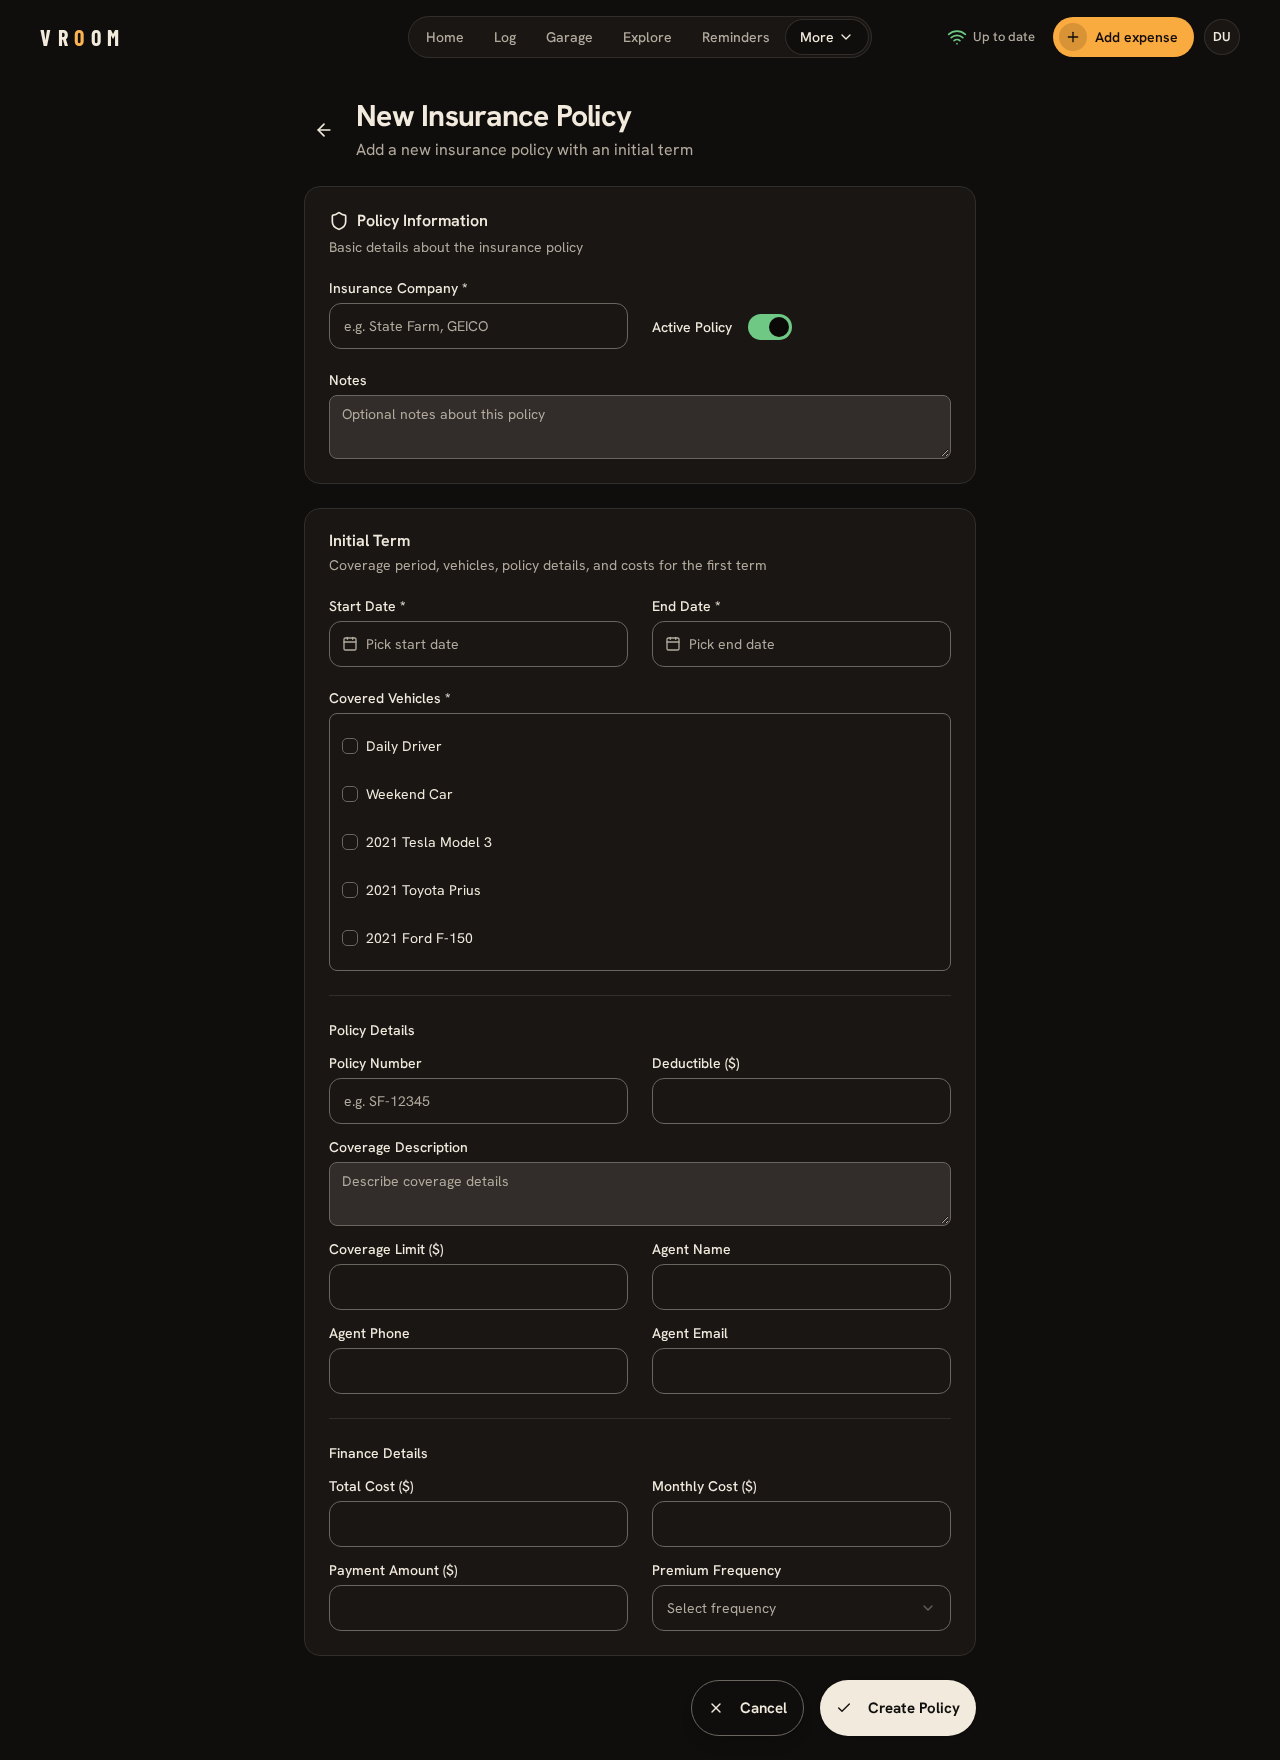 VROOM
Home Log Garage Explore Reminders More
Up to date
Add expense
DU
New Insurance Policy
Add a new insurance policy with an initial term
Policy Information
Basic details about the insurance policy
Insurance Company *
e.g. State Farm, GEICO
Active Policy
Notes
Optional notes about this policy
Initial Term
Coverage period, vehicles, policy details, and costs for the first term
Start Date * End Date *
Pick start date Pick end date
Covered Vehicles *
Daily Driver
Weekend Car
2021 Tesla Model 3
2021 Toyota Prius
2021 Ford F-150
Policy Details
Policy Number Deductible ($)
e.g. SF-12345
Coverage Description
Describe coverage details
Coverage Limit ($) Agent Name
Agent Phone Agent Email
Finance Details
Total Cost ($) Monthly Cost ($)
Payment Amount ($) Premium Frequency
Select frequency
Cancel Create Policy